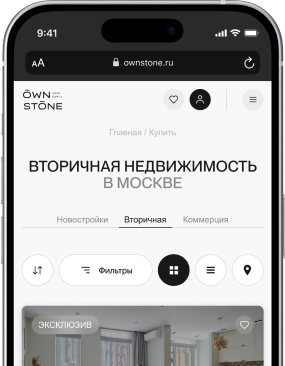 9:41
AA
ownstone.ru
ŌWN
STŌNE
Главная / Купить
ВТОРИЧНАЯ НЕДВИЖИМОСТЬ
В МОСКВЕ
Новостройки Вторичная Коммерция
Фильтры
ЭКСКЛЮЗИВ